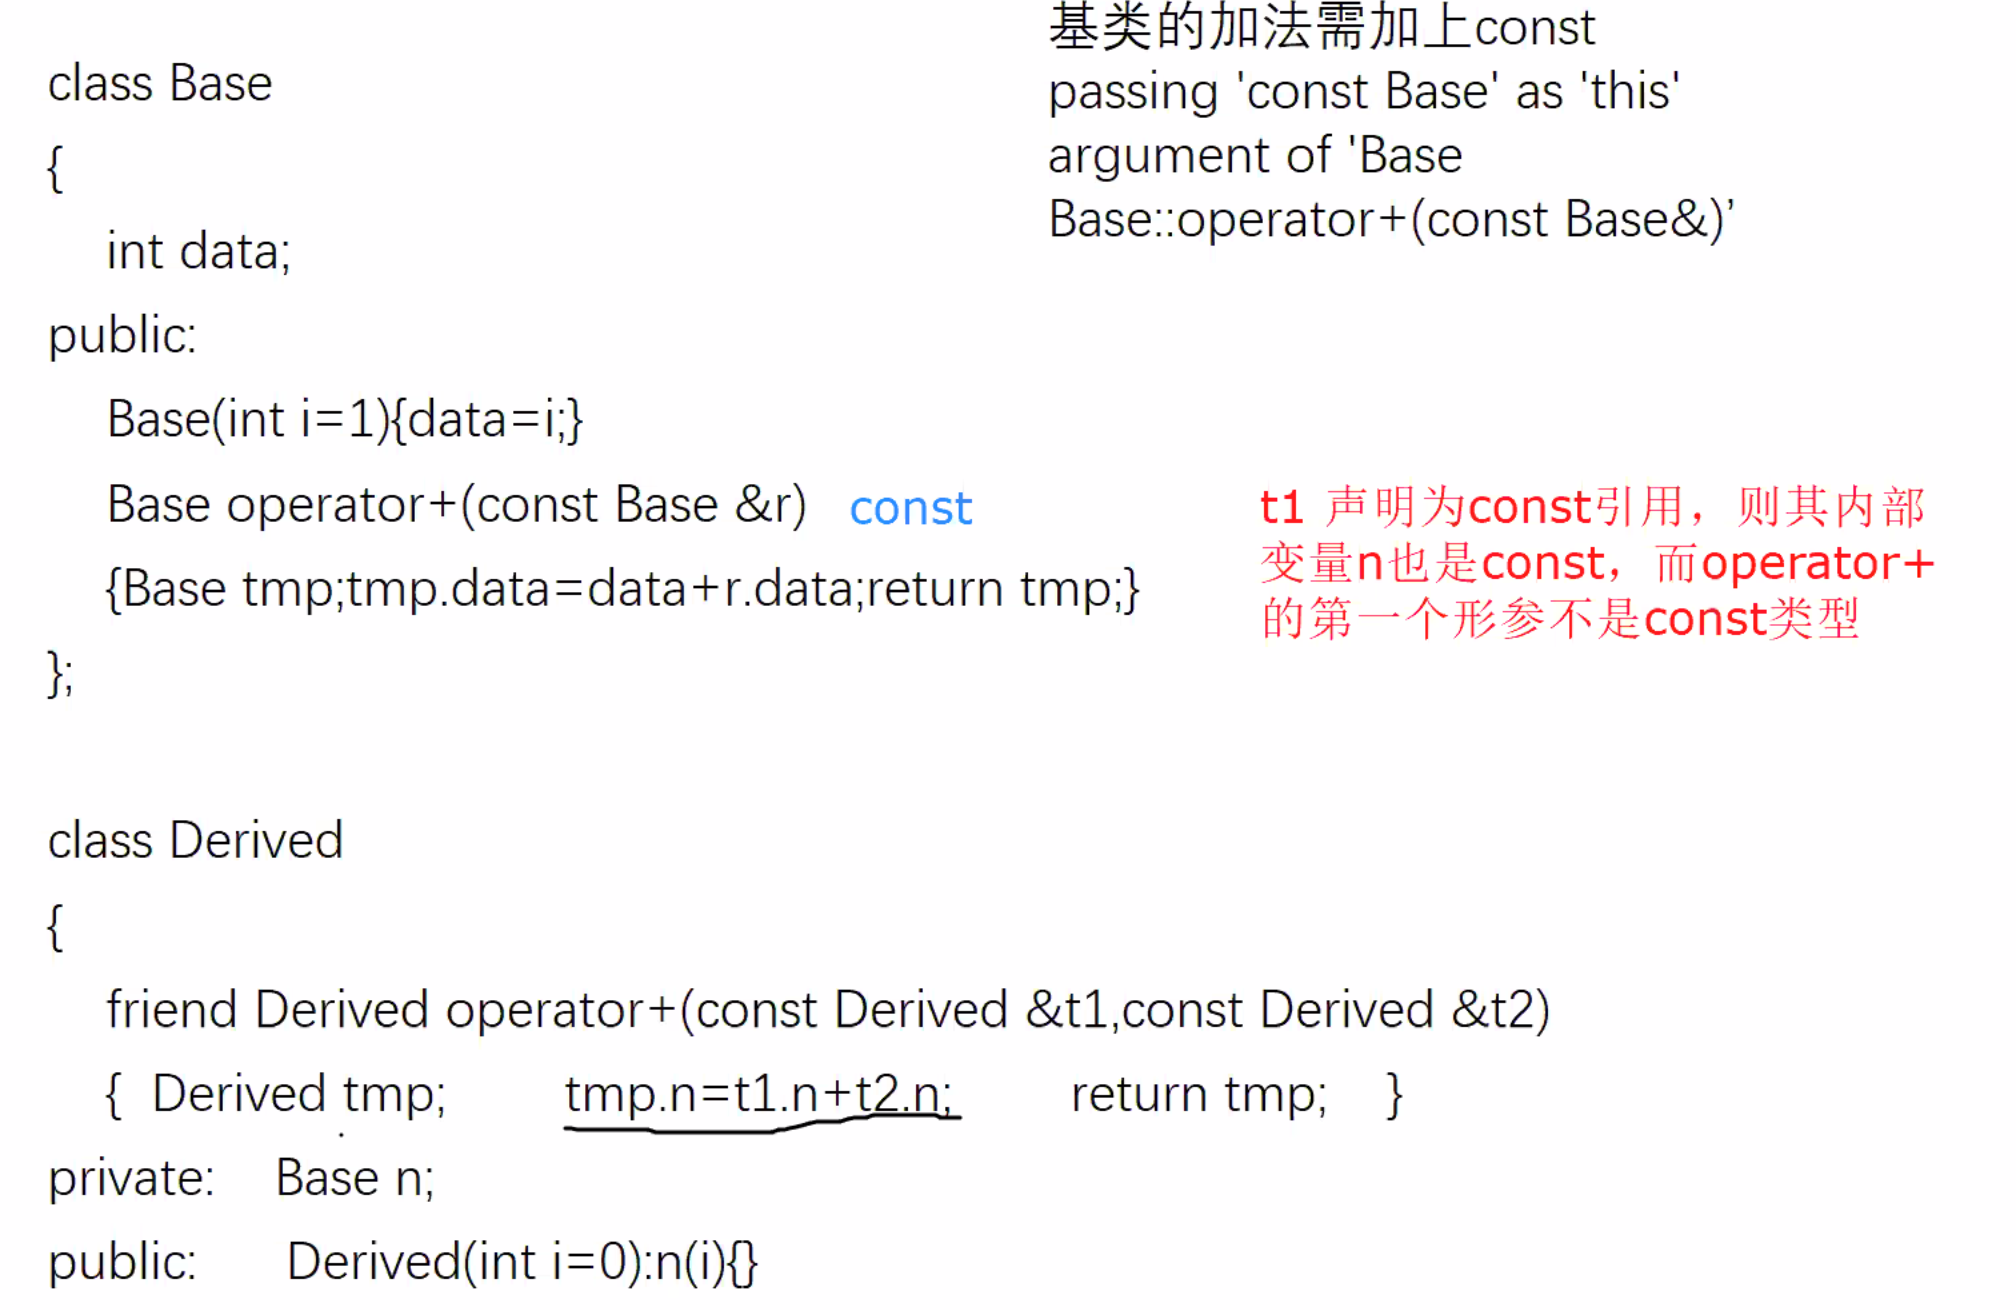 基类的加法需加上const
passing 'const Base' as 'this'
argument of 'Base
Base::operator+(const Base&)’
class Base
{
int data;
public:
Base(int i=1){data=i;}
Base operator+(const Base &r) const
{Base tmp;tmp.data=data+r.data;return tmp;}
};
t1 声明为const引用，则其内部
变量n也是const，而operator+
的第一个形参不是const类型
class Derived
{
friend Derived operator+(const Derived &t1,const Derived &t2)
{ Derived tmp; tmp.n=t1.n+t2.n; return tmp; }
private: Base n;
public: Derived(int i=0):n(i){}